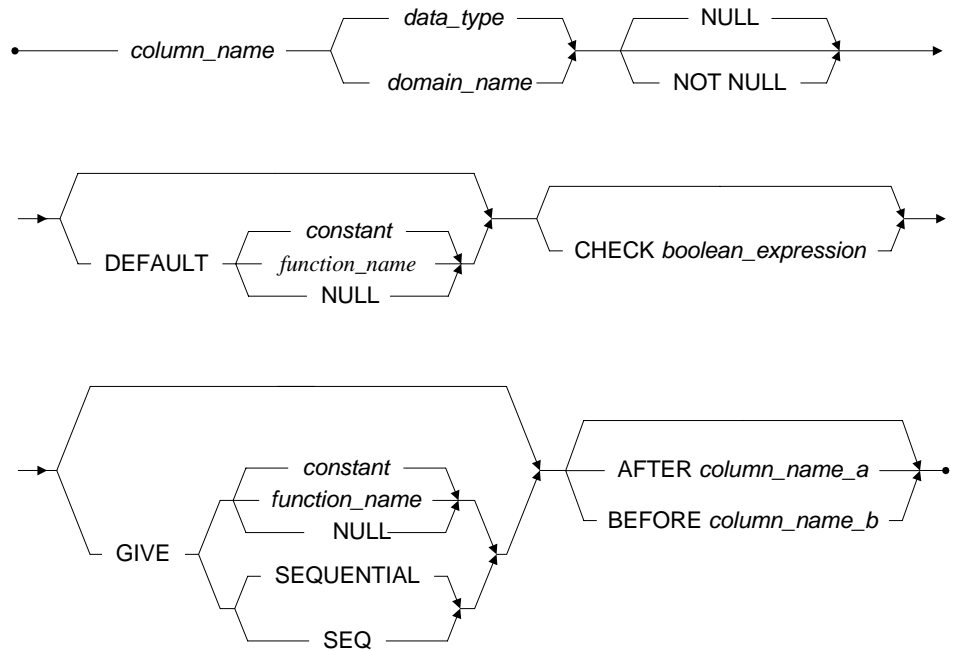 data_type
NULL
column_name
domain_name
NOT NULL
constant
DEFAULT function_name
NULL
CHECK boolean_expression
constant
function_name
NULL
GIVE
SEQUENTIAL
SEQ
AFTER column_name_a
BEFORE column_name_b